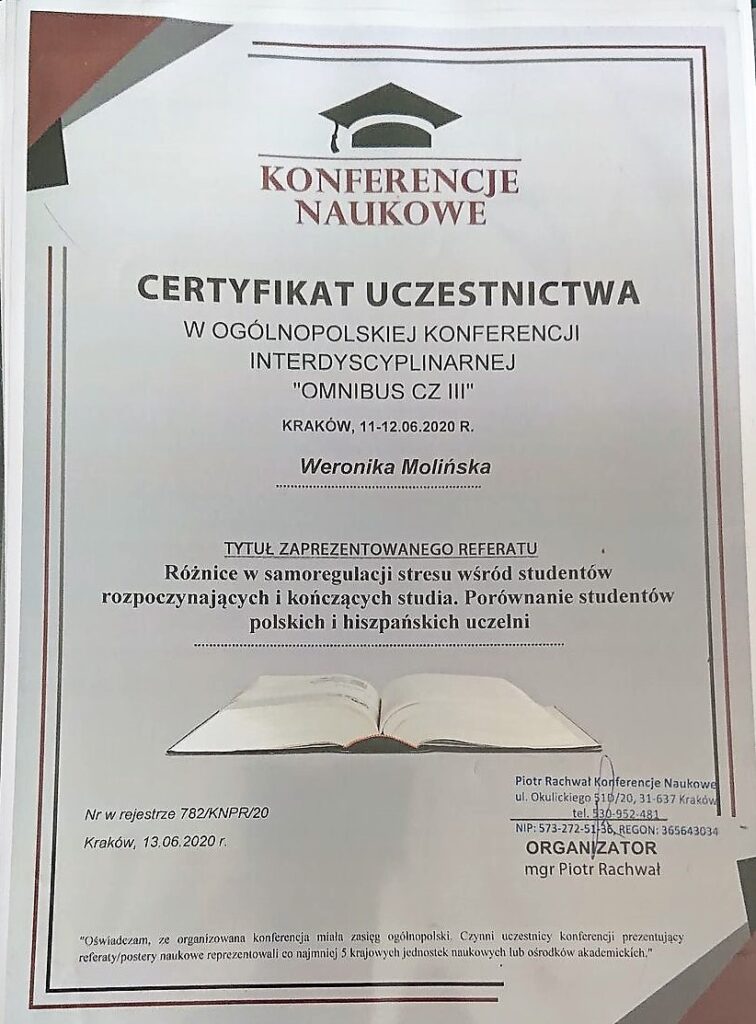 KONFERENCJE
NAUKOWE
CERTYFIKAT UCZESTNICTWA
W OGÓLNOPOLSKIEJ KONFERENCJI
INTERDYSCYPLINARNEJ
"OMNIBUS CZ III"
KRAKÓW, 11-12.06.2020 R.
Weronika Molińska
TYTUŁ ZAPREZENTOWANEGO REFERATU
Różnice w samoregulacji stresu wśród studentów
rozpoczynających i kończących studia. Porównanie studentów
polskich i hiszpańskich uczelni
Piotr Rachwał Konferencje Naukowe
ul. Okulickiego 51D/20, 31-637 Kraków
tel. 530-952-481
NIP: 573-272-51-36, REGON: 365643034
Nr w rejestrze 782/KNPR/20
Kraków, 13.06.2020 r.
ORGANIZATOR
mgr Piotr Rachwał
"Oświadczam, ze organizowana konferencja miała zasięg ogólnopolski. Czynni uczestnicy konferencji prezentujący
referaty/postery naukowe reprezentowali co najmniej 5 krajowych jednostek naukowych lub ośrodków akademickich."